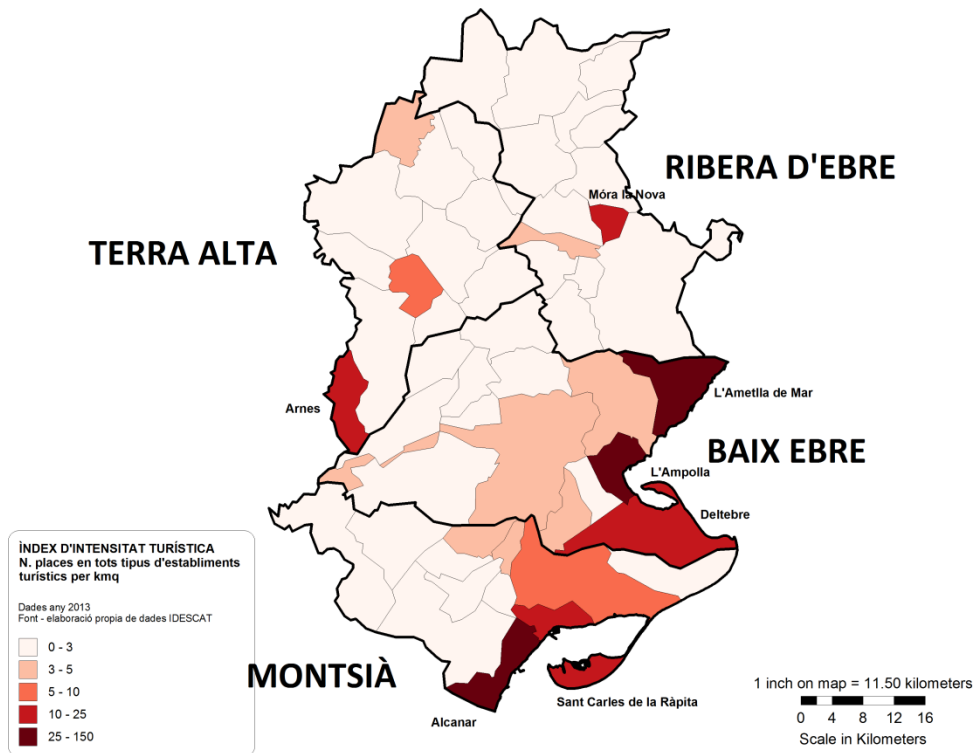 RIBERA D'EBRE
Móra la Nova
TERRA ALTA
L'Ametlla de Mar
Arnes
BAIX EBRE
L'Ampolla
Deltebre
ÍNDEX D'INTENSITAT TURÍSTICA
N. places en tots tipus d'establiments
turístics per kmq
Dades any 2013
Font - elaboració propia de dades IDESCAT
0 - 3
3 - 5
5 - 10
10 - 25
25 - 150
MONTSIÀ
Alcanar
Sant Carles de la Ràpita
1 inch on map = 11.50 kilometers
0 4 8 12 16
Scale in Kilometers